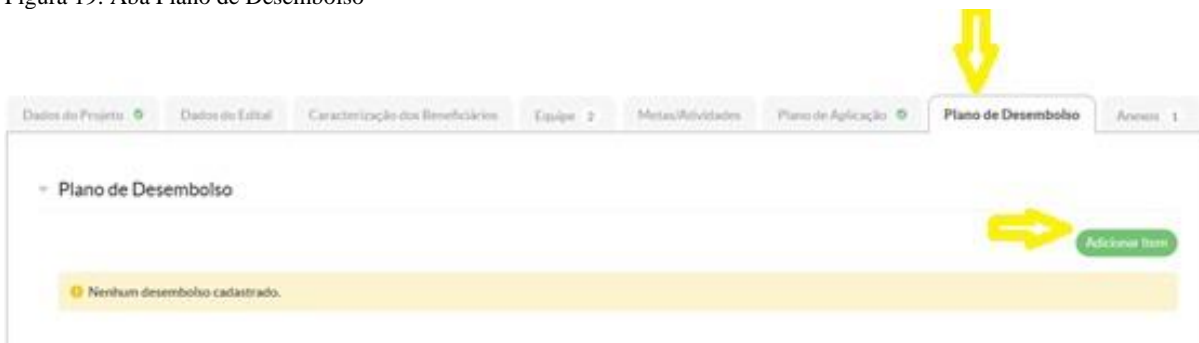 Figura 19: Aba Plano de Desembolso
Dados do Projeto Dados do Edital Caracterização dos Beneficiários Equipe 2 Metas/Atividades Plano de Aplicação Plano de Desembolso Anexos 1
Plano de Desembolso
Adicionar Item
Nenhum desembolso cadastrado.